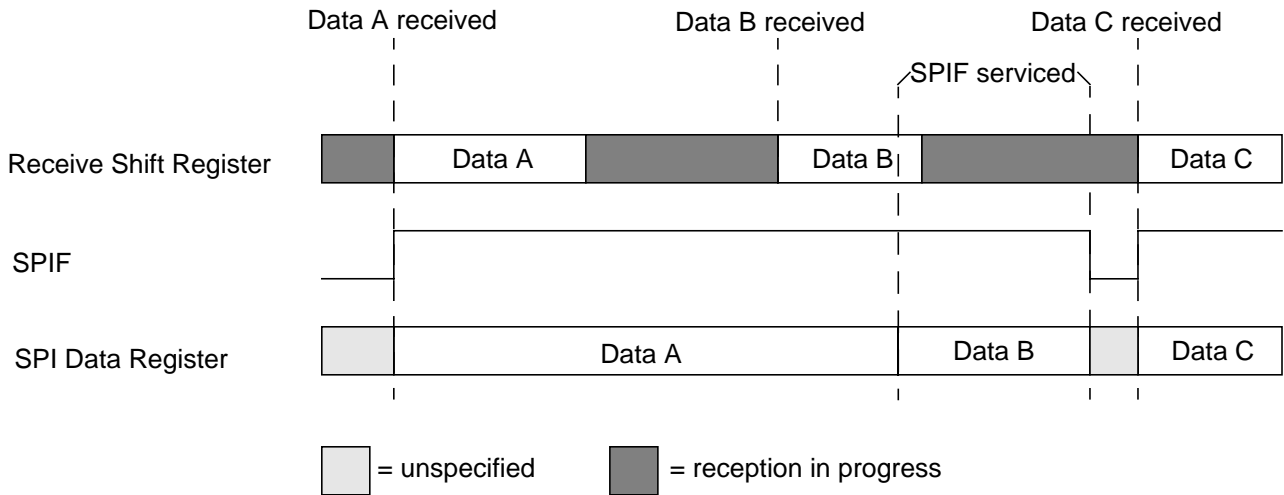 Data A received
Data B received
Data C received
SPIF serviced
Receive Shift Register
Data A
Data B
Data C
SPIF
SPI Data Register
Data A
Data B
Data C
= unspecified
= reception in progress